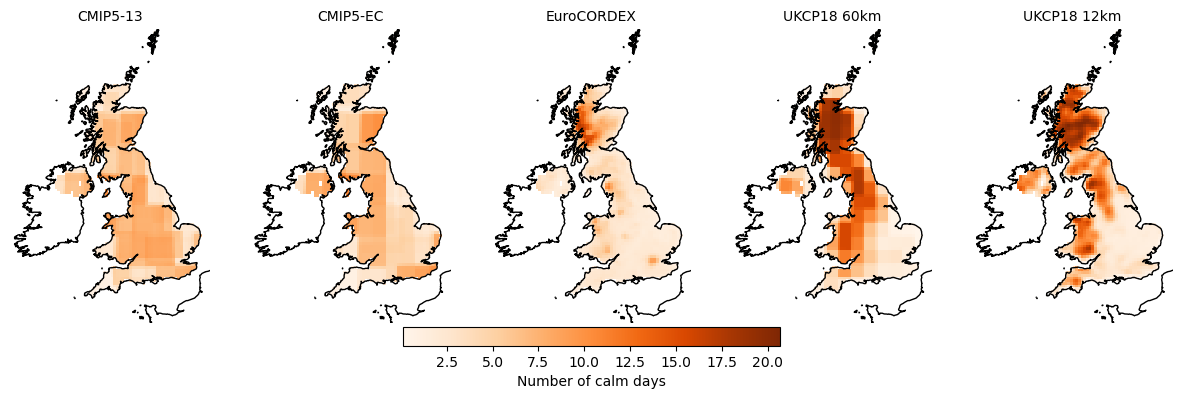 CMIP5-13 CMIP5-EC EuroCORDEX UKCP18 60km UKCP18 12km
2.5 5.0 7.5 10.0 12.5 15.0 17.5 20.0
Number of calm days